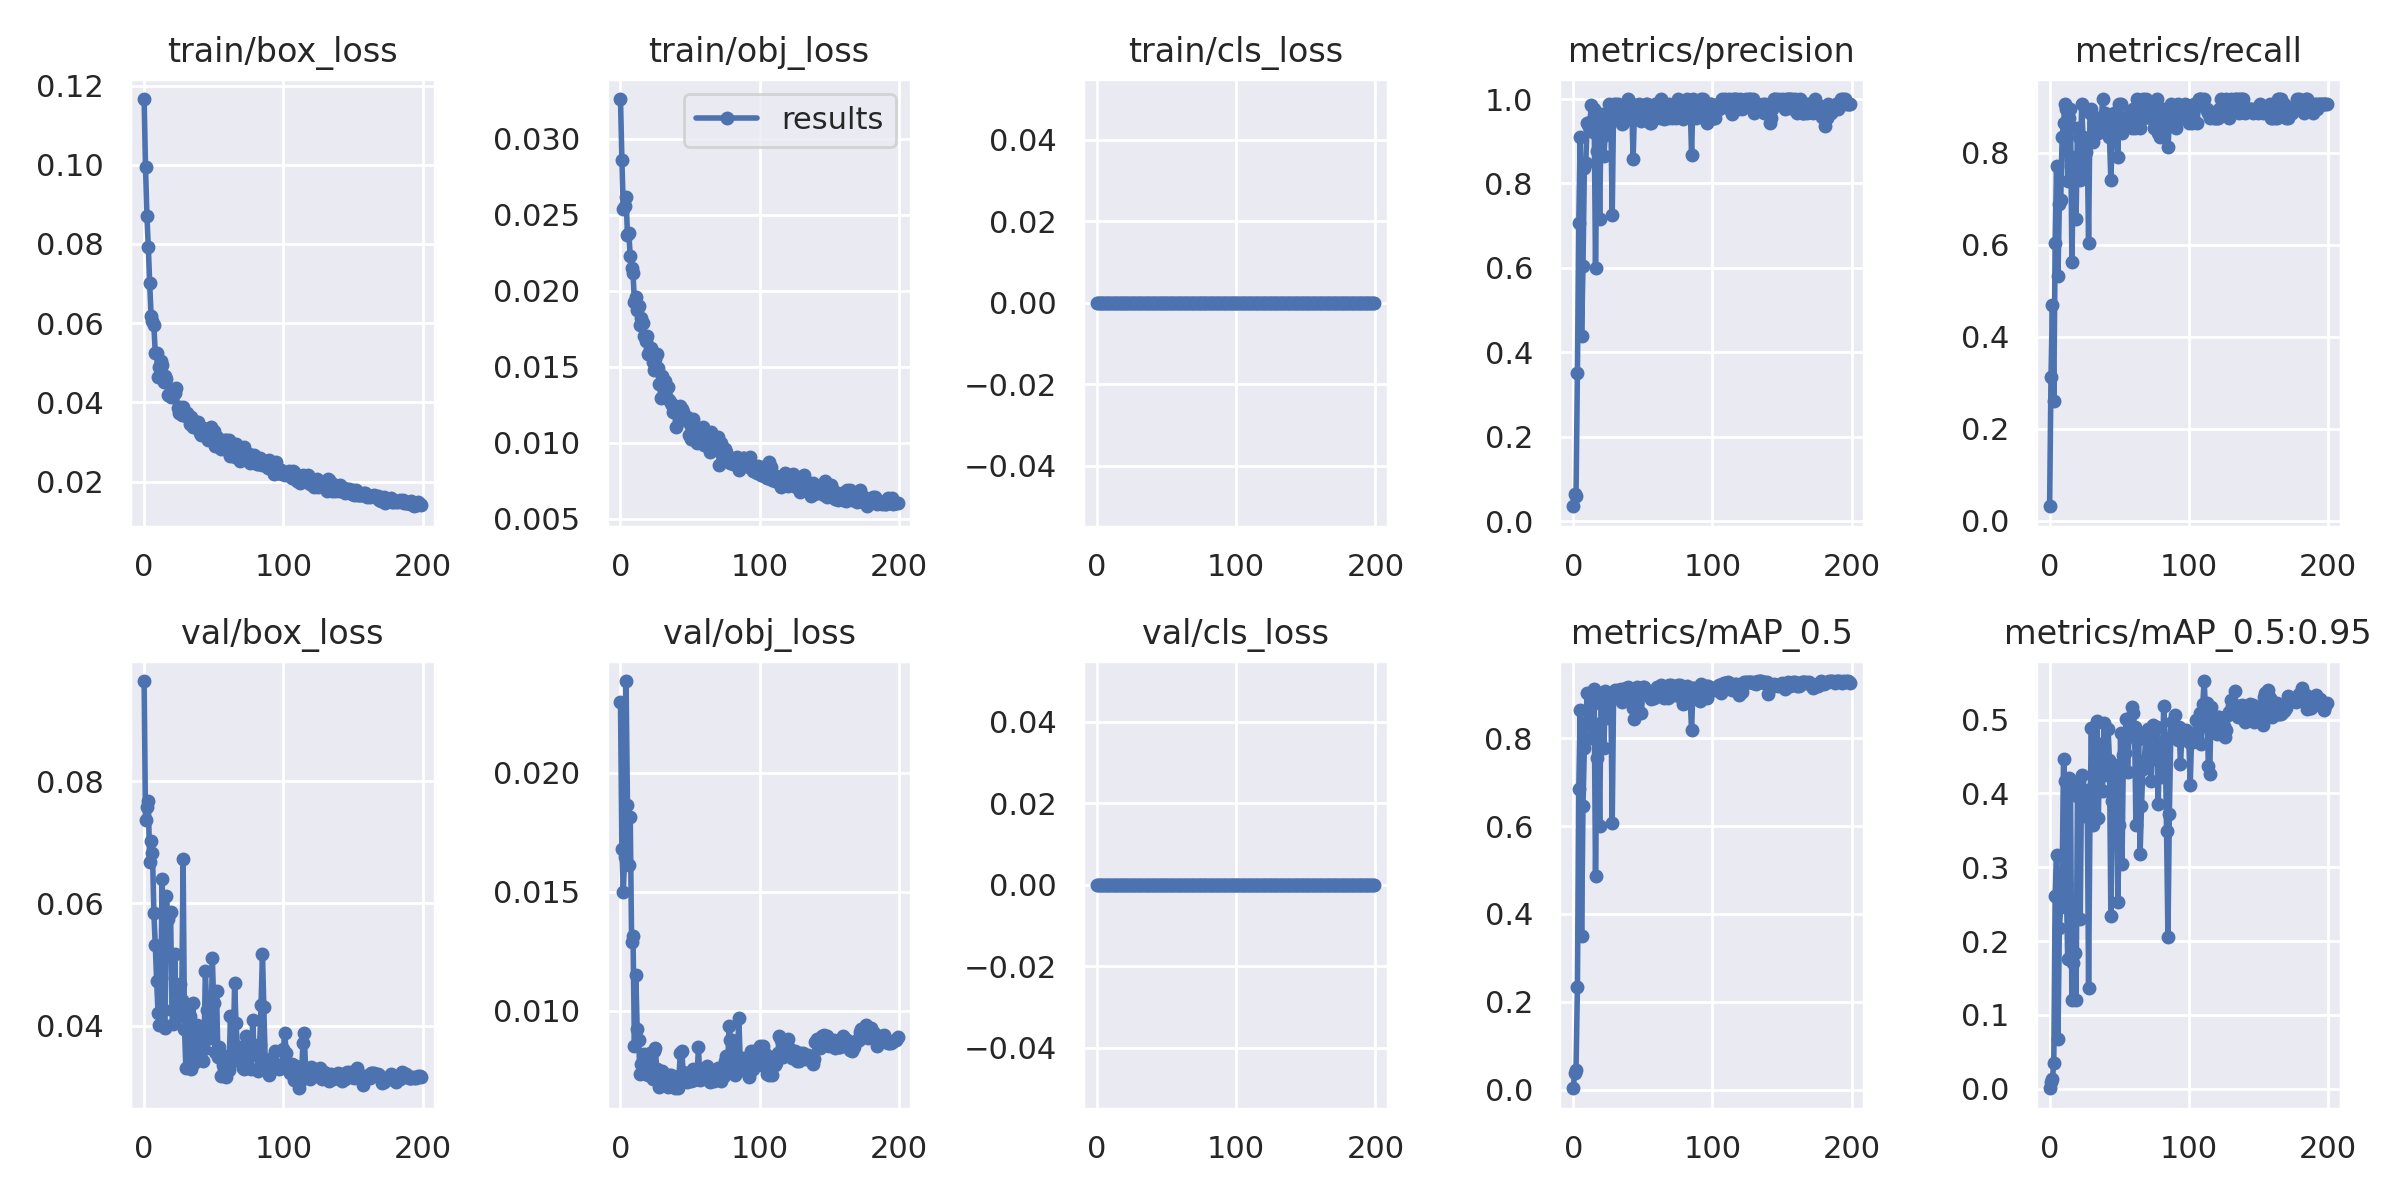 train/box_loss
0.12
0.10
0.08
0.06
0.04
0.02
0 100 200
train/obj_loss
results
0.030
0.025
0.020
0.015
0.010
0.005
0 100 200
train/cls_loss
0.04
0.02
0.00
−0.02
−0.04
0 100 200
metrics/precision
1.0
0.8
0.6
0.4
0.2
0.0
0 100 200
metrics/recall
0.8
0.6
0.4
0.2
0.0
0 100 200
val/box_loss
0.08
0.06
0.04
0 100 200
val/obj_loss
0.020
0.015
0.010
0 100 200
val/cls_loss
0.04
0.02
0.00
−0.02
−0.04
0 100 200
metrics/mAP_0.5
0.8
0.6
0.4
0.2
0.0
0 100 200
metrics/mAP_0.5:0.95
0.5
0.4
0.3
0.2
0.1
0.0
0 100 200